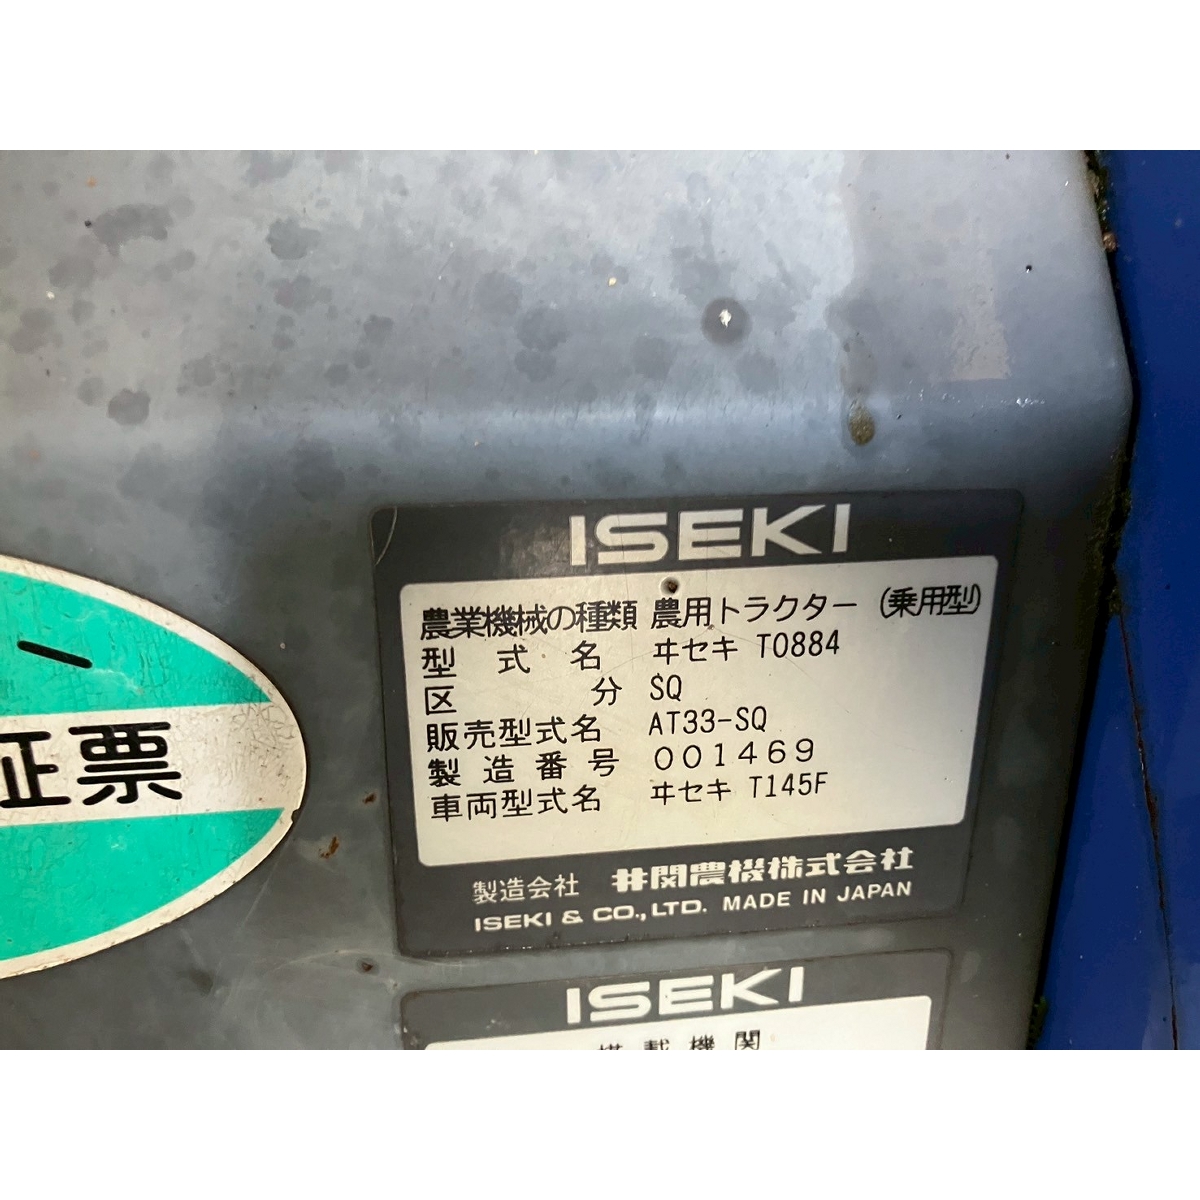 ISEKI
農業機械の種類 農用トラクター (乗用型)
型式名 ヰセキ T0884
区分 SQ
販売型式名 AT33-SQ
製造番号 001469
車両型式名 ヰセキ T145F
製造会社 井関農機株式会社
ISEKI & CO., LTD. MADE IN JAPAN
証票
ISEKI
搭載機関